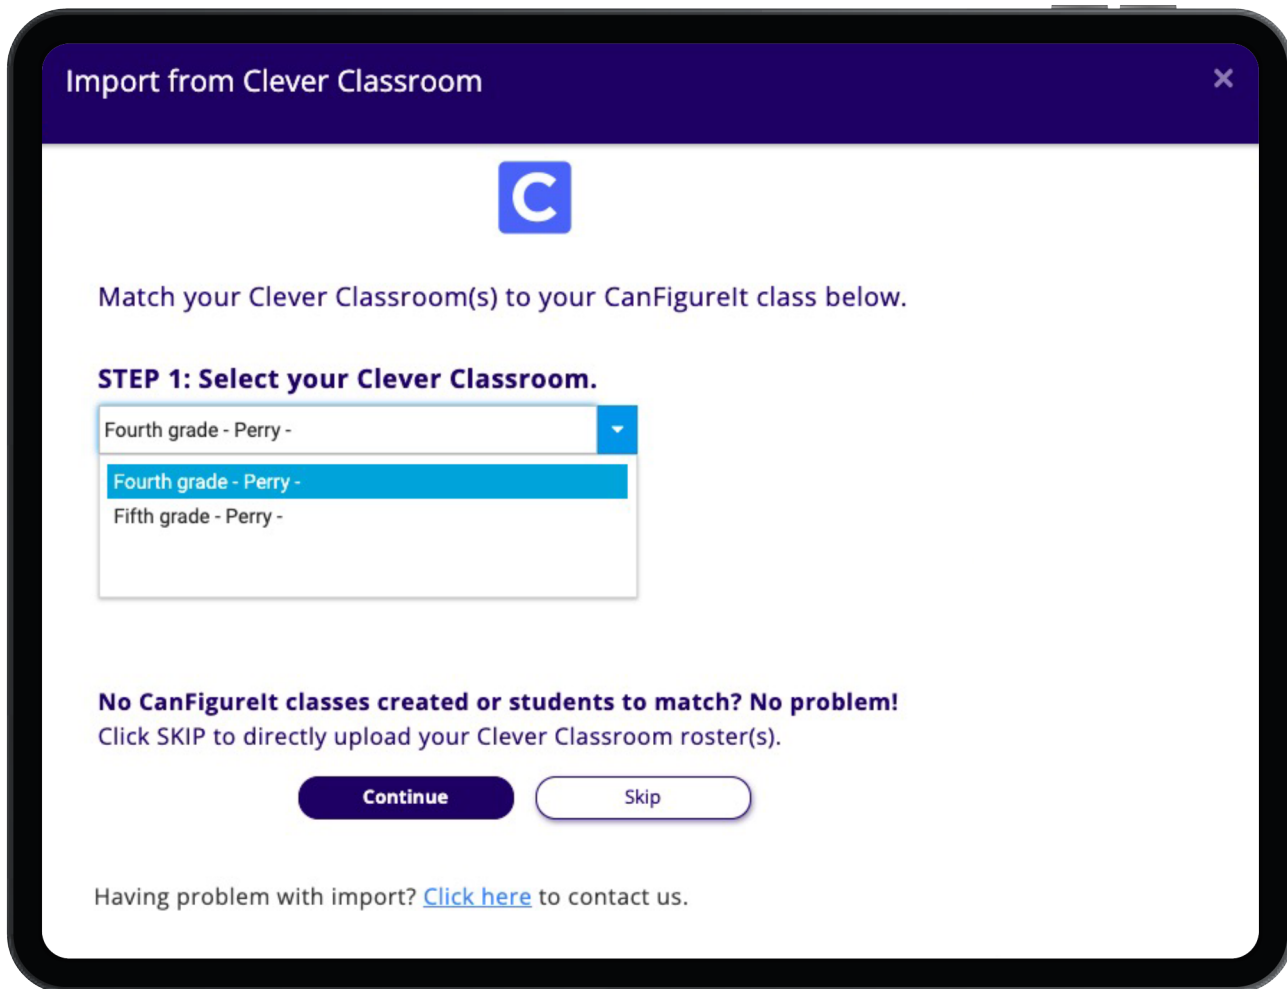 Import from Clever Classroom
C
Match your Clever Classroom(s) to your CanFigureIt class below.
STEP 1: Select your Clever Classroom.
Fourth grade - Perry -
Fourth grade - Perry -
Fifth grade - Perry -
No CanFigureIt classes created or students to match? No problem!
Click SKIP to directly upload your Clever Classroom roster(s).
Continue Skip
Having problem with import? Click here to contact us.